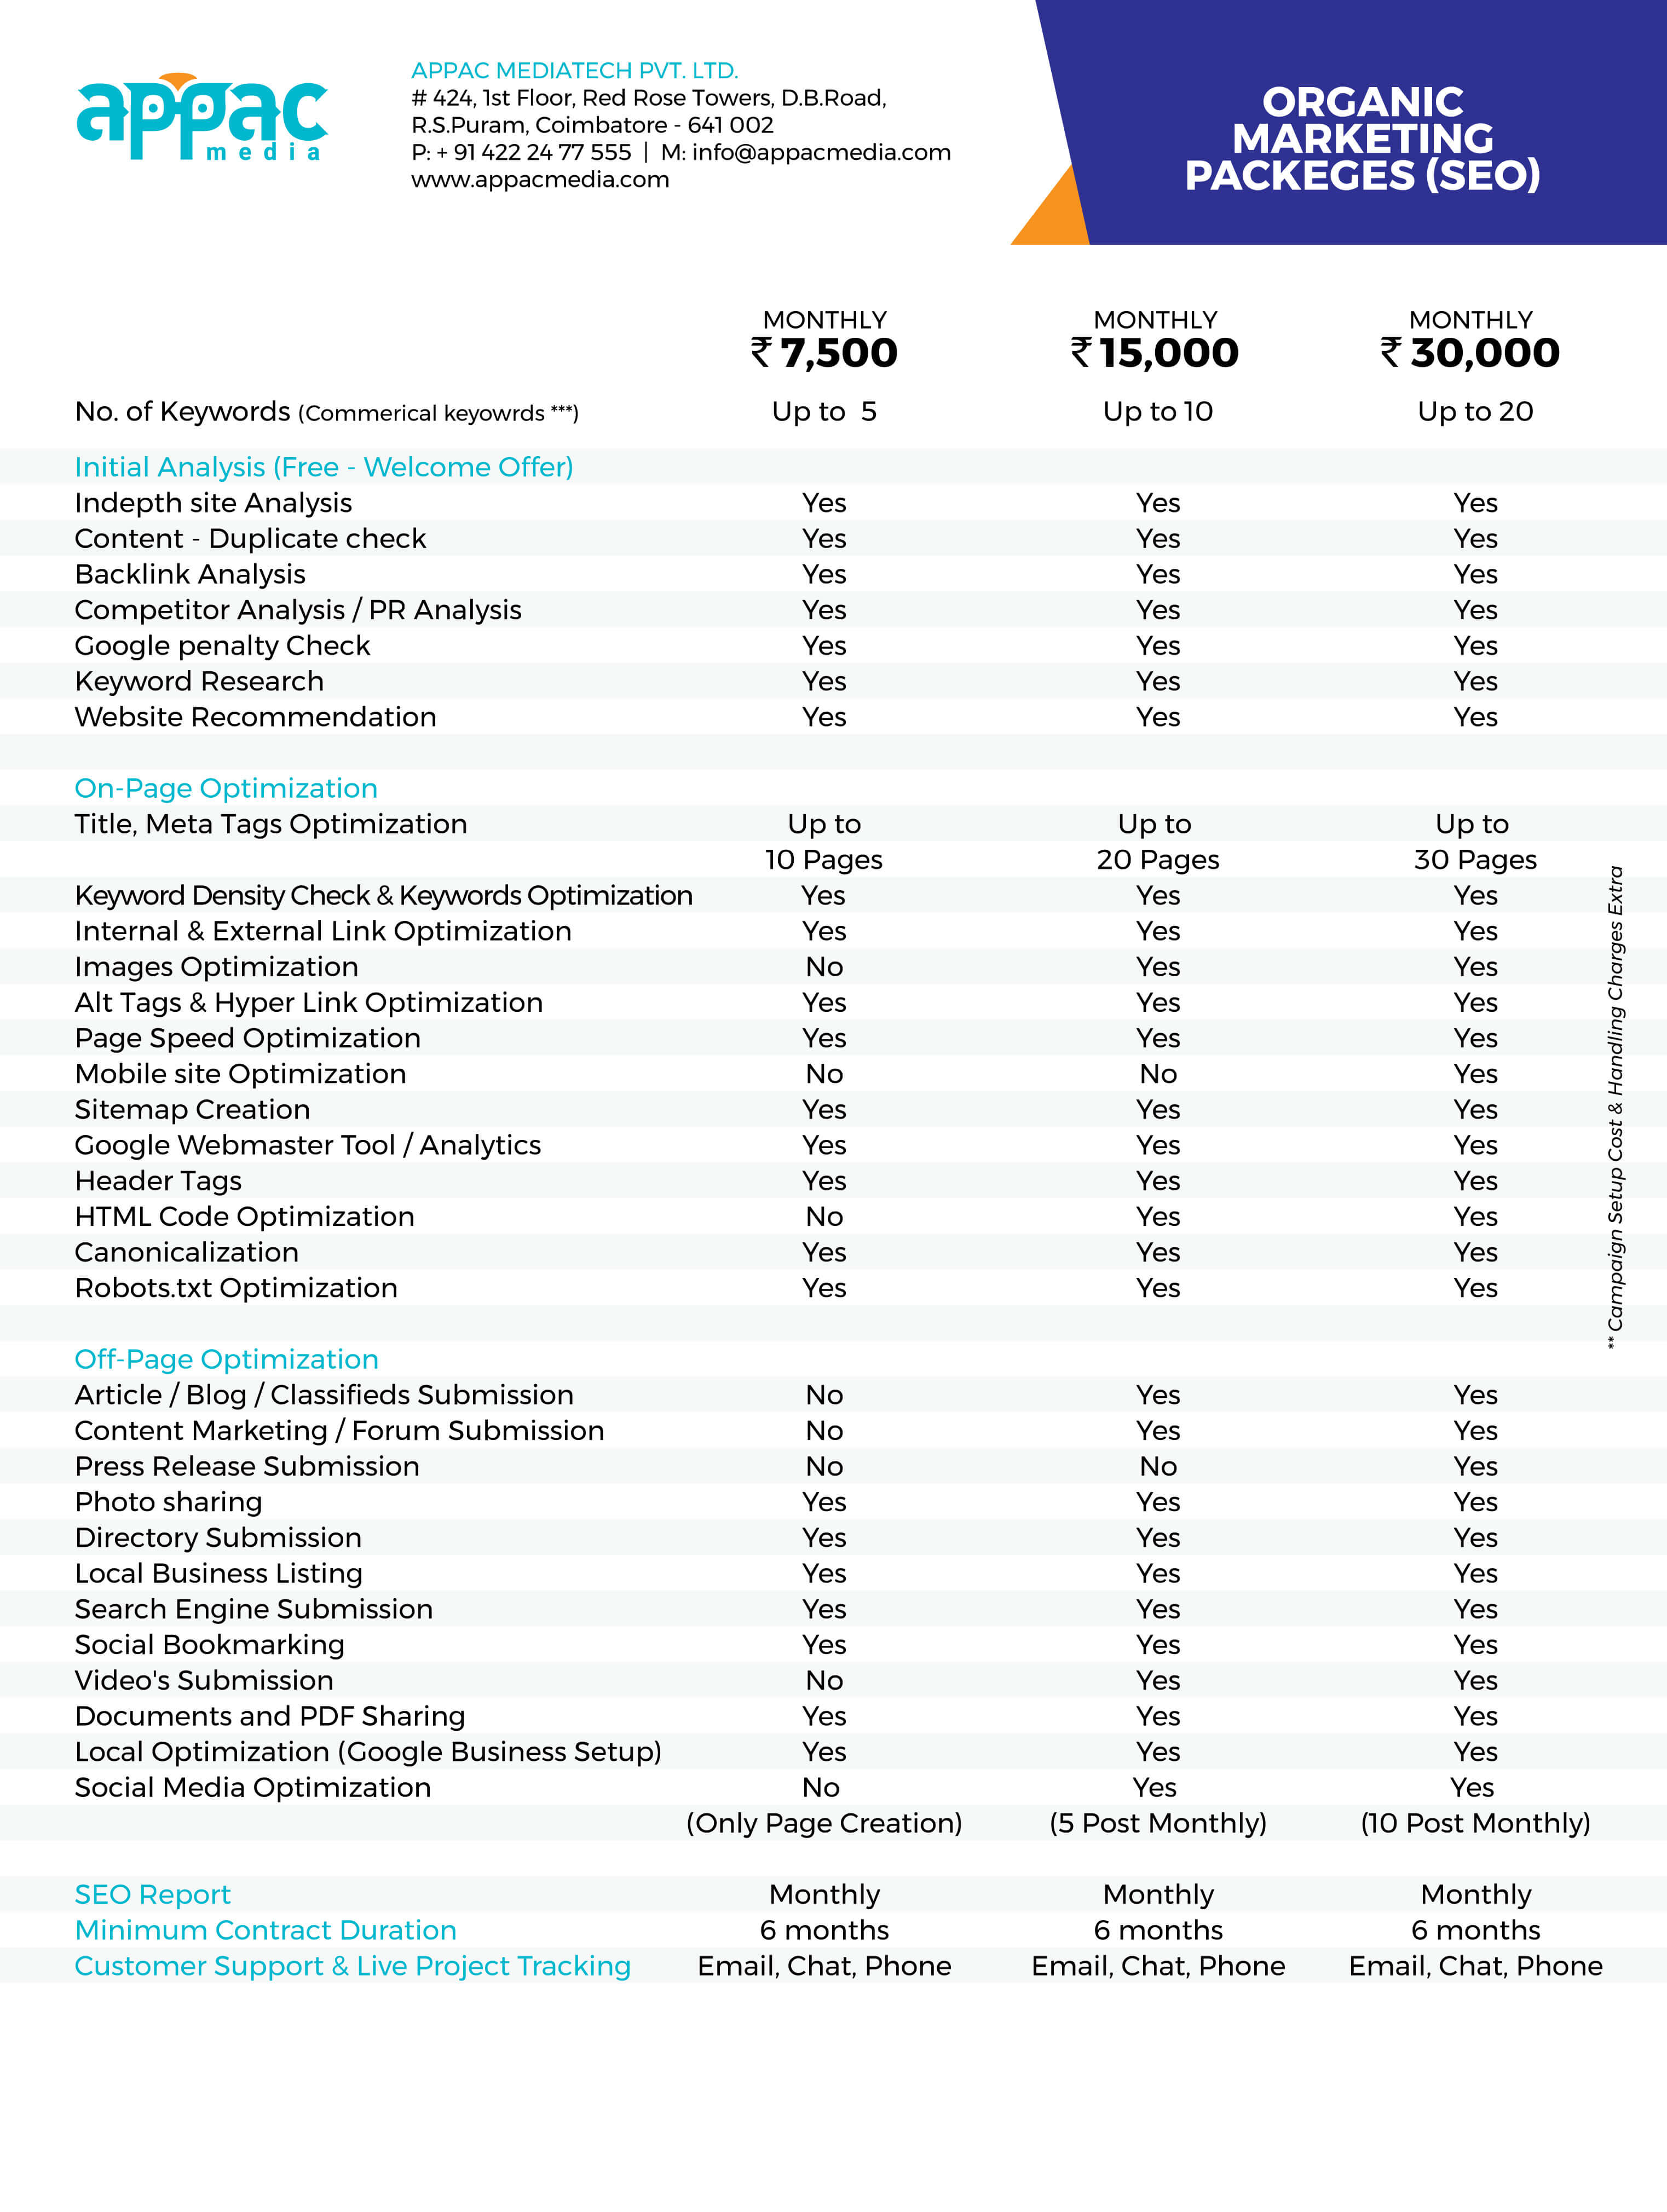 appac
media
APPAC MEDIATECH PVT. LTD.
# 424, 1st Floor, Red Rose Towers, D.B.Road,
R.S.Puram, Coimbatore - 641 002
P: + 91 422 24 77 555 | M: info@appacmedia.com
www.appacmedia.com
ORGANIC
MARKETING
PACKEGES (SEO)
MONTHLY MONTHLY MONTHLY
₹ 7,500 ₹ 15,000 ₹ 30,000
No. of Keywords (Commerical keyowrds ***) Up to 5 Up to 10 Up to 20
Initial Analysis (Free - Welcome Offer)
Indepth site Analysis Yes Yes Yes
Content - Duplicate check Yes Yes Yes
Backlink Analysis Yes Yes Yes
Competitor Analysis / PR Analysis Yes Yes Yes
Google penalty Check Yes Yes Yes
Keyword Research Yes Yes Yes
Website Recommendation Yes Yes Yes
On-Page Optimization
Title, Meta Tags Optimization Up to Up to Up to
10 Pages 20 Pages 30 Pages
Keyword Density Check & Keywords Optimization Yes Yes Yes
Internal & External Link Optimization Yes Yes Yes
Images Optimization No Yes Yes
Alt Tags & Hyper Link Optimization Yes Yes Yes
Page Speed Optimization Yes Yes Yes
Mobile site Optimization No No Yes
Sitemap Creation Yes Yes Yes
Google Webmaster Tool / Analytics Yes Yes Yes
Header Tags Yes Yes Yes
HTML Code Optimization No Yes Yes
Canonicalization Yes Yes Yes
Robots.txt Optimization Yes Yes Yes
** Campaign Setup Cost & Handling Charges Extra
Off-Page Optimization
Article / Blog / Classifieds Submission No Yes Yes
Content Marketing / Forum Submission No Yes Yes
Press Release Submission No No Yes
Photo sharing Yes Yes Yes
Directory Submission Yes Yes Yes
Local Business Listing Yes Yes Yes
Search Engine Submission Yes Yes Yes
Social Bookmarking Yes Yes Yes
Video's Submission No Yes Yes
Documents and PDF Sharing Yes Yes Yes
Local Optimization (Google Business Setup) Yes Yes Yes
Social Media Optimization No Yes Yes
(Only Page Creation) (5 Post Monthly) (10 Post Monthly)
SEO Report Monthly Monthly Monthly
Minimum Contract Duration 6 months 6 months 6 months
Customer Support & Live Project Tracking Email, Chat, Phone Email, Chat, Phone Email, Chat, Phone